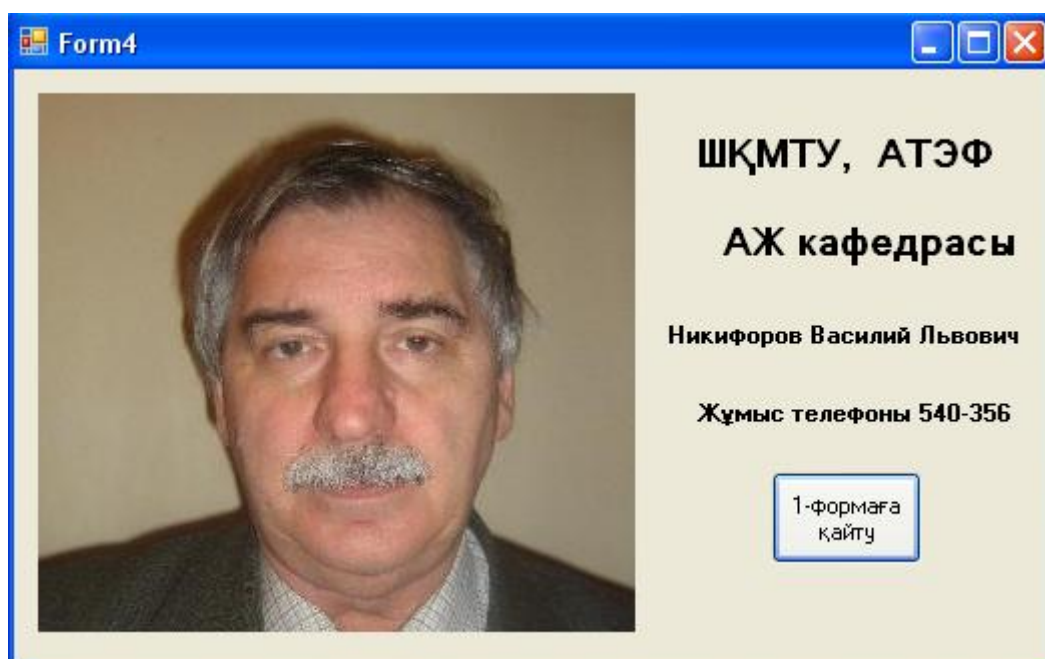 Form4
ШҚМТУ, АТЭФ
АЖ кафедрасы
Никифоров Василий Львович
Жұмыс телефоны 540-356
1-формаға
қайту